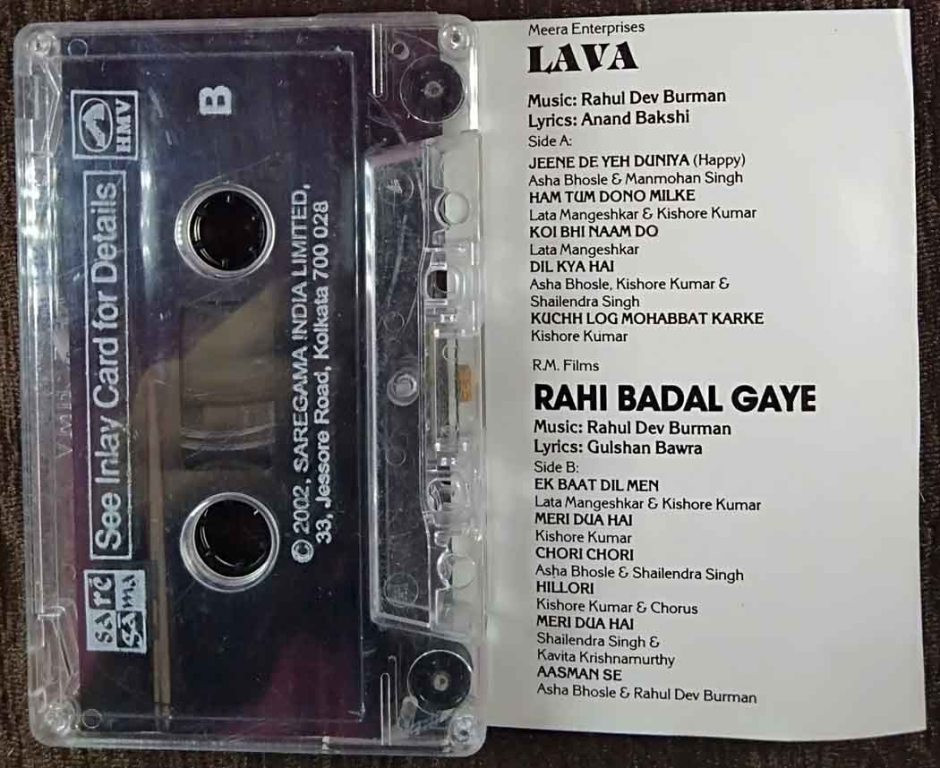 B
HMV
See Inlay Card for Details
sa re
ga ma
© 2002, SAREGAMA INDIA LIMITED,
33, Jessore Road, Kolkata 700 028
Meera Enterprises
LAVA
Music: Rahul Dev Burman
Lyrics: Anand Bakshi
Side A:
JEENE DE YEH DUNIYA (Happy)
Asha Bhosle & Manmohan Singh
HAM TUM DONO MILKE
Lata Mangeshkar & Kishore Kumar
KOI BHI NAAM DO
Lata Mangeshkar
DIL KYA HAI
Asha Bhosle, Kishore Kumar &
Shailendra Singh
KUCHH LOG MOHABBAT KARKE
Kishore Kumar
R.M. Films
RAHI BADAL GAYE
Music: Rahul Dev Burman
Lyrics: Gulshan Bawra
Side B:
EK BAAT DIL MEN
Lata Mangeshkar & Kishore Kumar
MERI DUA HAI
Kishore Kumar
CHORI CHORI
Asha Bhosle & Shailendra Singh
HILLORI
Kishore Kumar & Chorus
MERI DUA HAI
Shailendra Singh &
Kavita Krishnamurthy
AASMAN SE
Asha Bhosle & Rahul Dev Burman